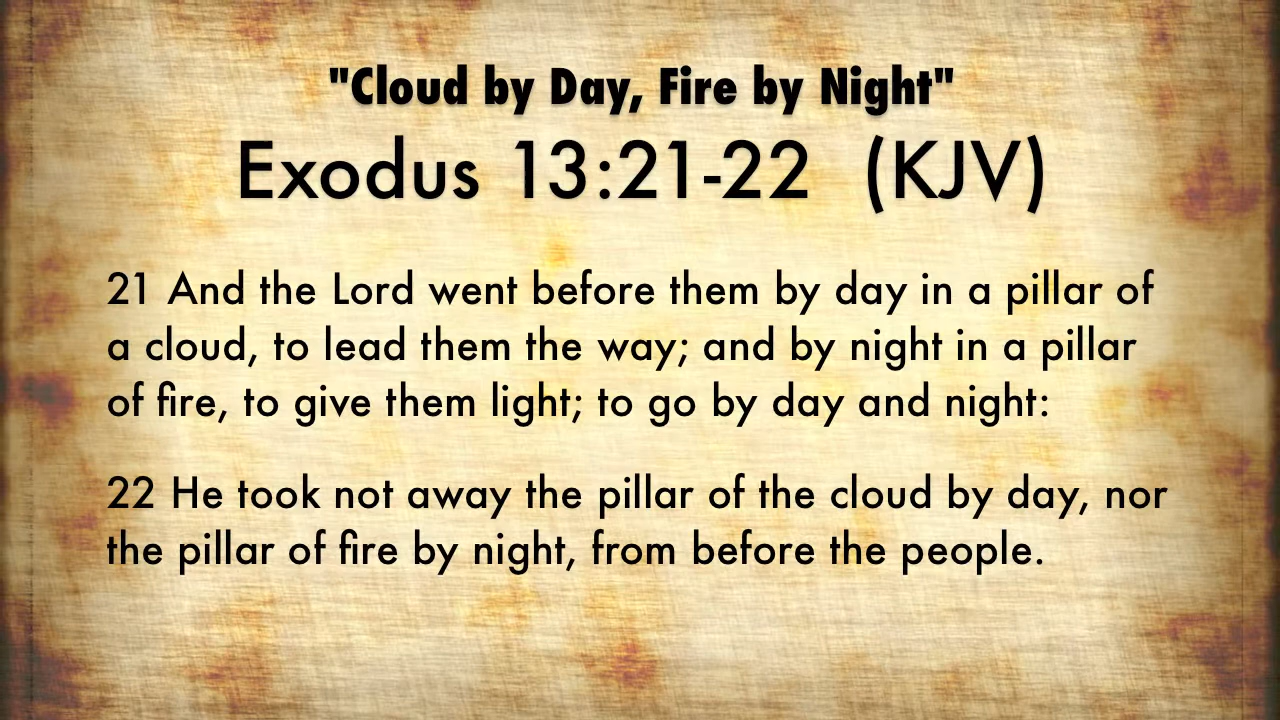 "Cloud by Day, Fire by Night"
Exodus 13:21-22 (KJV)
21 And the Lord went before them by day in a pillar of
a cloud, to lead them the way; and by night in a pillar
of fire, to give them light; to go by day and night:
22 He took not away the pillar of the cloud by day, nor
the pillar of fire by night, from before the people.